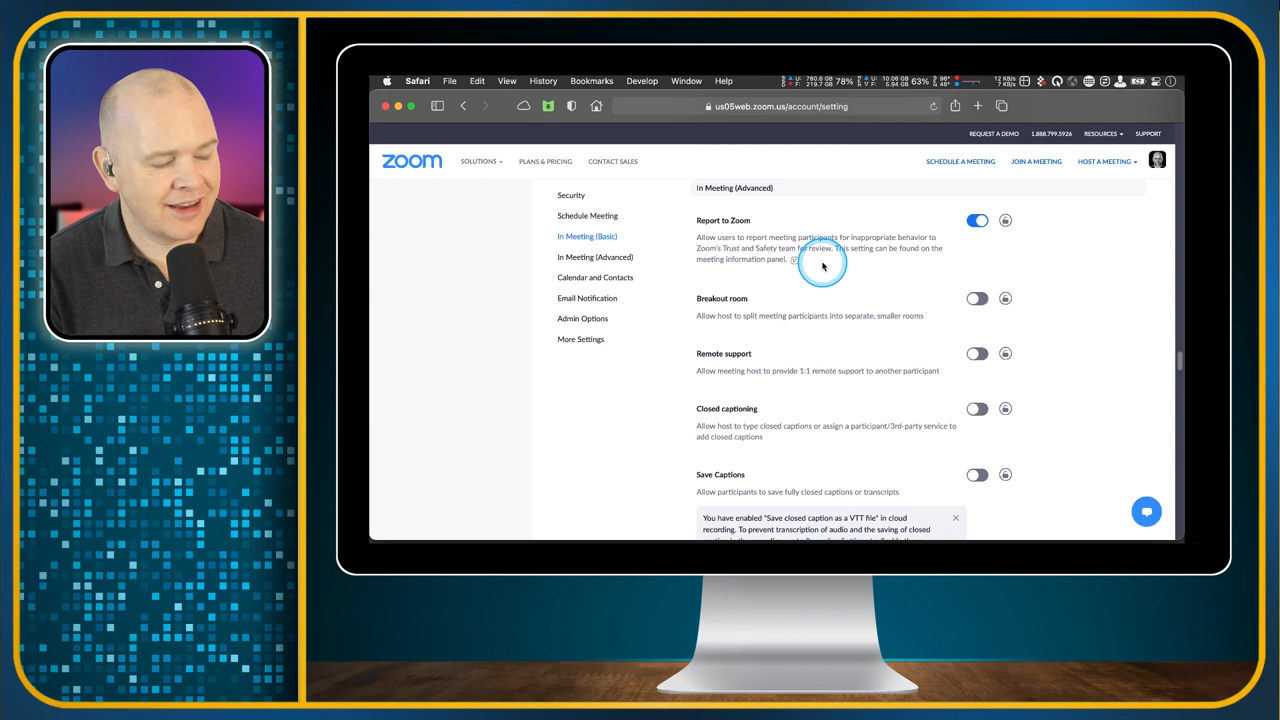 Safari File Edit View History Bookmarks Develop Window Help
78% 63%
us05web.zoom.us/account/setting
REQUEST A DEMO 1.888.799.5926 RESOURCES SUPPORT
zoom SOLUTIONS PLANS & PRICING CONTACT SALES SCHEDULE A MEETING JOIN A MEETING HOST A MEETING
Security
Schedule Meeting
In Meeting (Basic)
In Meeting (Advanced)
Calendar and Contacts
Email Notification
Admin Options
More Settings
In Meeting (Advanced)
Report to Zoom
Allow users to report meeting participants for inappropriate behavior to
Zoom's Trust and Safety team for review. This setting can be found on the
meeting information panel.
Breakout room
Allow host to split meeting participants into separate, smaller rooms
Remote support
Allow meeting host to provide 1:1 remote support to another participant
Closed captioning
Allow host to type closed captions or assign a participant/3rd-party service to
add closed captions
Save Captions
Allow participants to save fully closed captions or transcripts
You have enabled "Save closed caption as a VTT file" in cloud
recording. To prevent transcription of audio and the saving of closed